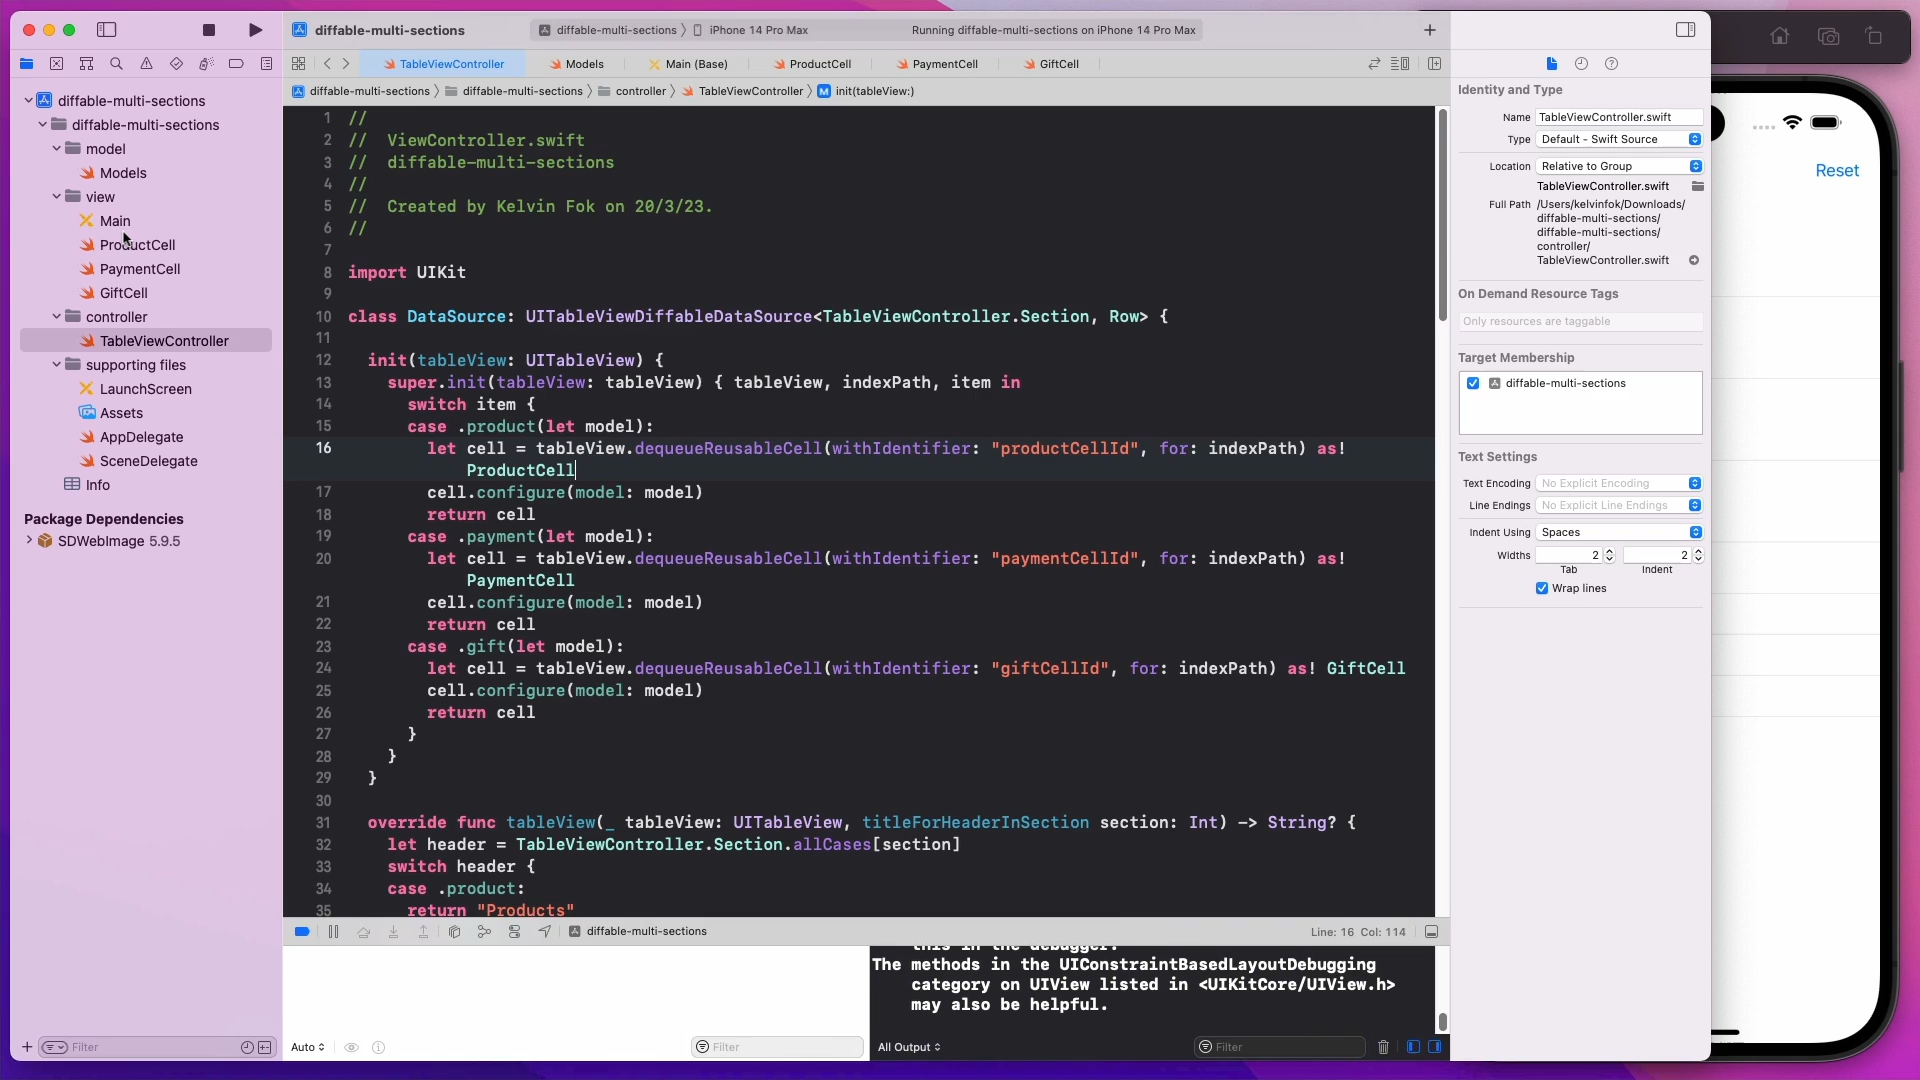 diffable-multi-sections
diffable-multi-sections
iPhone 14 Pro Max
Running diffable-multi-sections on iPhone 14 Pro Max
TableViewController
Models
Main (Base)
ProductCell
PaymentCell
GiftCell
diffable-multi-sections
diffable-multi-sections
controller
TableViewController
M
init(tableView:)
diffable-multi-sections
diffable-multi-sections
model
Models
view
Main
ProductCell
PaymentCell
GiftCell
controller
TableViewController
supporting files
LaunchScreen
Assets
AppDelegate
SceneDelegate
Info
Package Dependencies
SDWebImage 5.9.5
Filter
1 //
2 // ViewController.swift
3 // diffable-multi-sections
4 //
5 // Created by Kelvin Fok on 20/3/23.
6 //
7
8 import UIKit
9
10 class DataSource: UITableViewDiffableDataSource<TableViewController.Section, Row> {
11
12 init(tableView: UITableView) {
13 super.init(tableView: tableView) { tableView, indexPath, item in
14 switch item {
15 case .product(let model):
16 let cell = tableView.dequeueReusableCell(withIdentifier: "productCellId", for: indexPath) as!
ProductCell
17 cell.configure(model: model)
18 return cell
19 case .payment(let model):
20 let cell = tableView.dequeueReusableCell(withIdentifier: "paymentCellId", for: indexPath) as!
PaymentCell
21 cell.configure(model: model)
22 return cell
23 case .gift(let model):
24 let cell = tableView.dequeueReusableCell(withIdentifier: "giftCellId", for: indexPath) as! GiftCell
25 cell.configure(model: model)
26 return cell
27 }
28 }
29 }
30
31 override func tableView(_ tableView: UITableView, titleForHeaderInSection section: Int) -> String? {
32 let header = TableViewController.Section.allCases[section]
33 switch header {
34 case .product:
35 return "Products"
diffable-multi-sections
Line: 16 Col: 114
Auto
Filter
this in the debugger.
The methods in the UIConstraintBasedLayoutDebugging
category on UIView listed in <UIKitCore/UIView.h>
may also be helpful.
All Output
Filter
Identity and Type
Name TableViewController.swift
Type Default - Swift Source
Location Relative to Group
TableViewController.swift
Full Path /Users/kelvinfok/Downloads/
diffable-multi-sections/
diffable-multi-sections/
controller/
TableViewController.swift
On Demand Resource Tags
Only resources are taggable
Target Membership
diffable-multi-sections
Text Settings
Text Encoding No Explicit Encoding
Line Endings No Explicit Line Endings
Indent Using Spaces
Widths 2 2
Tab Indent
Wrap lines
Reset